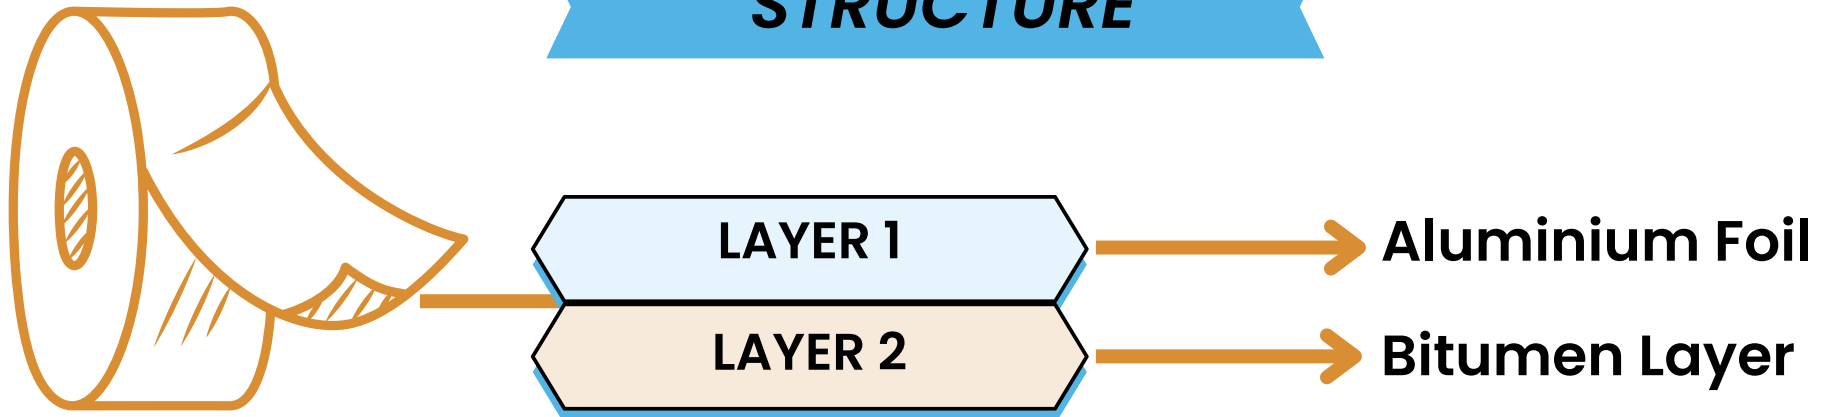 STRUCTURE
LAYER 1
Aluminium Foil
LAYER 2
Bitumen Layer